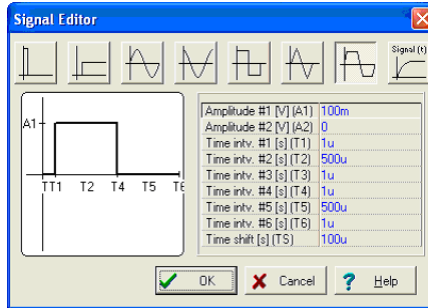 Signal Editor
Signal (t)
A1
TT1 T2 T4 T5 T6
Amplitude #1 [V] (A1) 100m
Amplitude #2 [V] (A2) 0
Time intv. #1 [s] (T1) 1u
Time intv. #2 [s] (T2) 500u
Time intv. #3 [s] (T3) 1u
Time intv. #4 [s] (T4) 1u
Time intv. #5 [s] (T5) 500u
Time intv. #6 [s] (T6) 1u
Time shift [s] (TS) 100u
OK Cancel ? Help